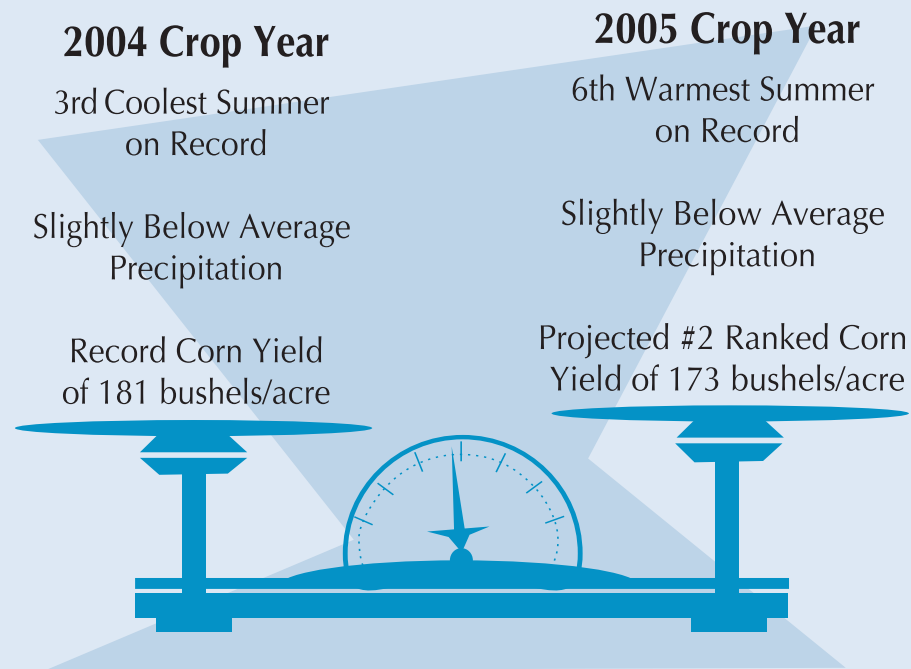 2004 Crop Year
3rd Coolest Summer
on Record
Slightly Below Average
Precipitation
Record Corn Yield
of 181 bushels/acre
2005 Crop Year
6th Warmest Summer
on Record
Slightly Below Average
Precipitation
Projected #2 Ranked Corn
Yield of 173 bushels/acre